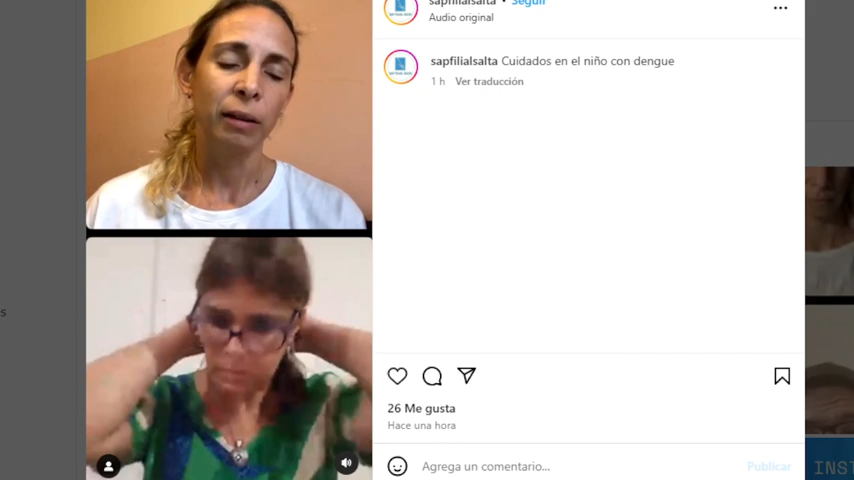 sapfilialsalta • Seguir
Audio original
sapfilialsalta Cuidados en el niño con dengue
1 h Ver traducción
26 Me gusta
Hace una hora
Agrega un comentario...
Publicar
INST
s